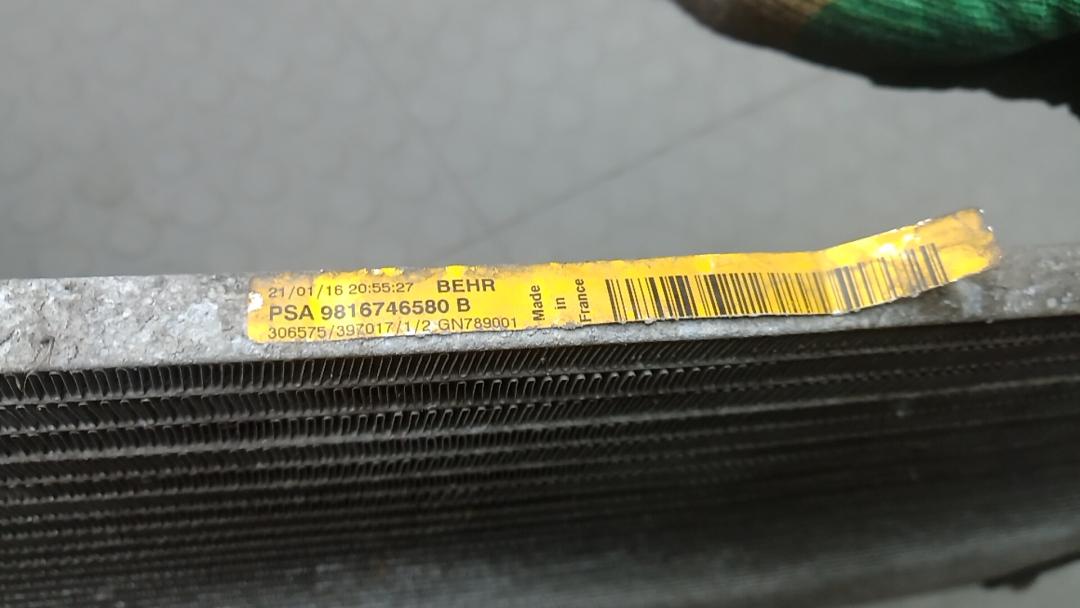 21/01/16 20:55:27 BEHR
PSA 9816746580 B
306575/397017/1/2 GN789001
Made
in
France